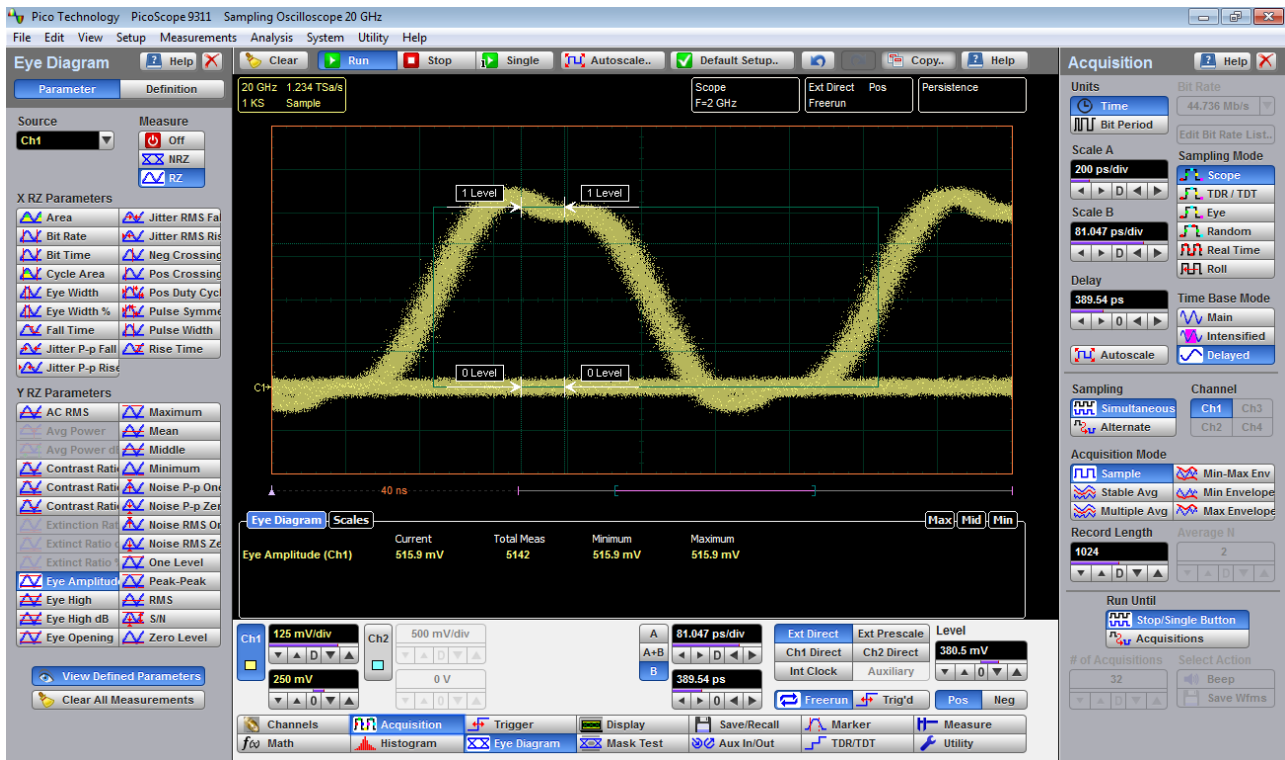 Pico Technology PicoScope 9311 Sampling Oscilloscope 20 GHz
File Edit View Setup Measurements Analysis System Utility Help
Eye Diagram Help
Clear Run Stop Single Autoscale.. Default Setup.. Copy.. Help
Acquisition Help
Parameter Definition
Source Measure
Ch1 Off
NRZ
RZ
X RZ Parameters
Area Jitter RMS Fal
Bit Rate Jitter RMS Ris
Bit Time Neg Crossing
Cycle Area Pos Crossing
Eye Width Pos Duty Cycl
Eye Width % Pulse Symme
Fall Time Pulse Width
Jitter P-p Fall Rise Time
Jitter P-p Rise
Y RZ Parameters
AC RMS Maximum
Avg Power Mean
Avg Power dB Middle
Contrast Ratio Minimum
Contrast Ratio Noise P-p One
Contrast Ratio Noise P-p Zer
Extinction Rat Noise RMS On
Extinct Ratio Noise RMS Ze
Extinct Ratio One Level
Eye Amplitude Peak-Peak
Eye High RMS
Eye High dB S/N
Eye Opening Zero Level
View Defined Parameters
Clear All Measurements
20 GHz 1.234 TSa/s
1 KS Sample
Scope
F=2 GHz
Ext Direct Pos
Freerun
Persistence
1 Level 1 Level
0 Level 0 Level
C1
40 ns
Eye Diagram Scales Max Mid Min
Current Total Meas Minimum Maximum
Eye Amplitude (Ch1) 515.9 mV 5142 515.9 mV 515.9 mV
Ch1 125 mV/div Ch2 500 mV/div
D D
250 mV 0 V
0 0
A 81.047 ps/div
A+B D
B 389.54 ps
0
Ext Direct Ext Prescale Level
Ch1 Direct Ch2 Direct 380.5 mV
Int Clock Auxiliary 0
Freerun Trig'd Pos Neg
Channels Acquisition Trigger Display Save/Recall Marker Measure
Math Histogram Eye Diagram Mask Test Aux In/Out TDR/TDT Utility
Units Bit Rate
Time 44.736 Mb/s
Bit Period Edit Bit Rate List..
Scale A Sampling Mode
200 ps/div Scope
D TDR / TDT
Scale B Eye
81.047 ps/div Random
D Real Time
Roll
Delay
389.54 ps Time Base Mode
0 Main
Intensified
Autoscale Delayed
Sampling Channel
Simultaneous Ch1 Ch3
Alternate Ch2 Ch4
Acquisition Mode
Sample Min-Max Env
Stable Avg Min Envelope
Multiple Avg Max Envelope
Record Length Average N
1024 2
D D
Run Until
Stop/Single Button
Acquisitions
# of Acquisitions Select Action
32 Beep
D Save Wfms